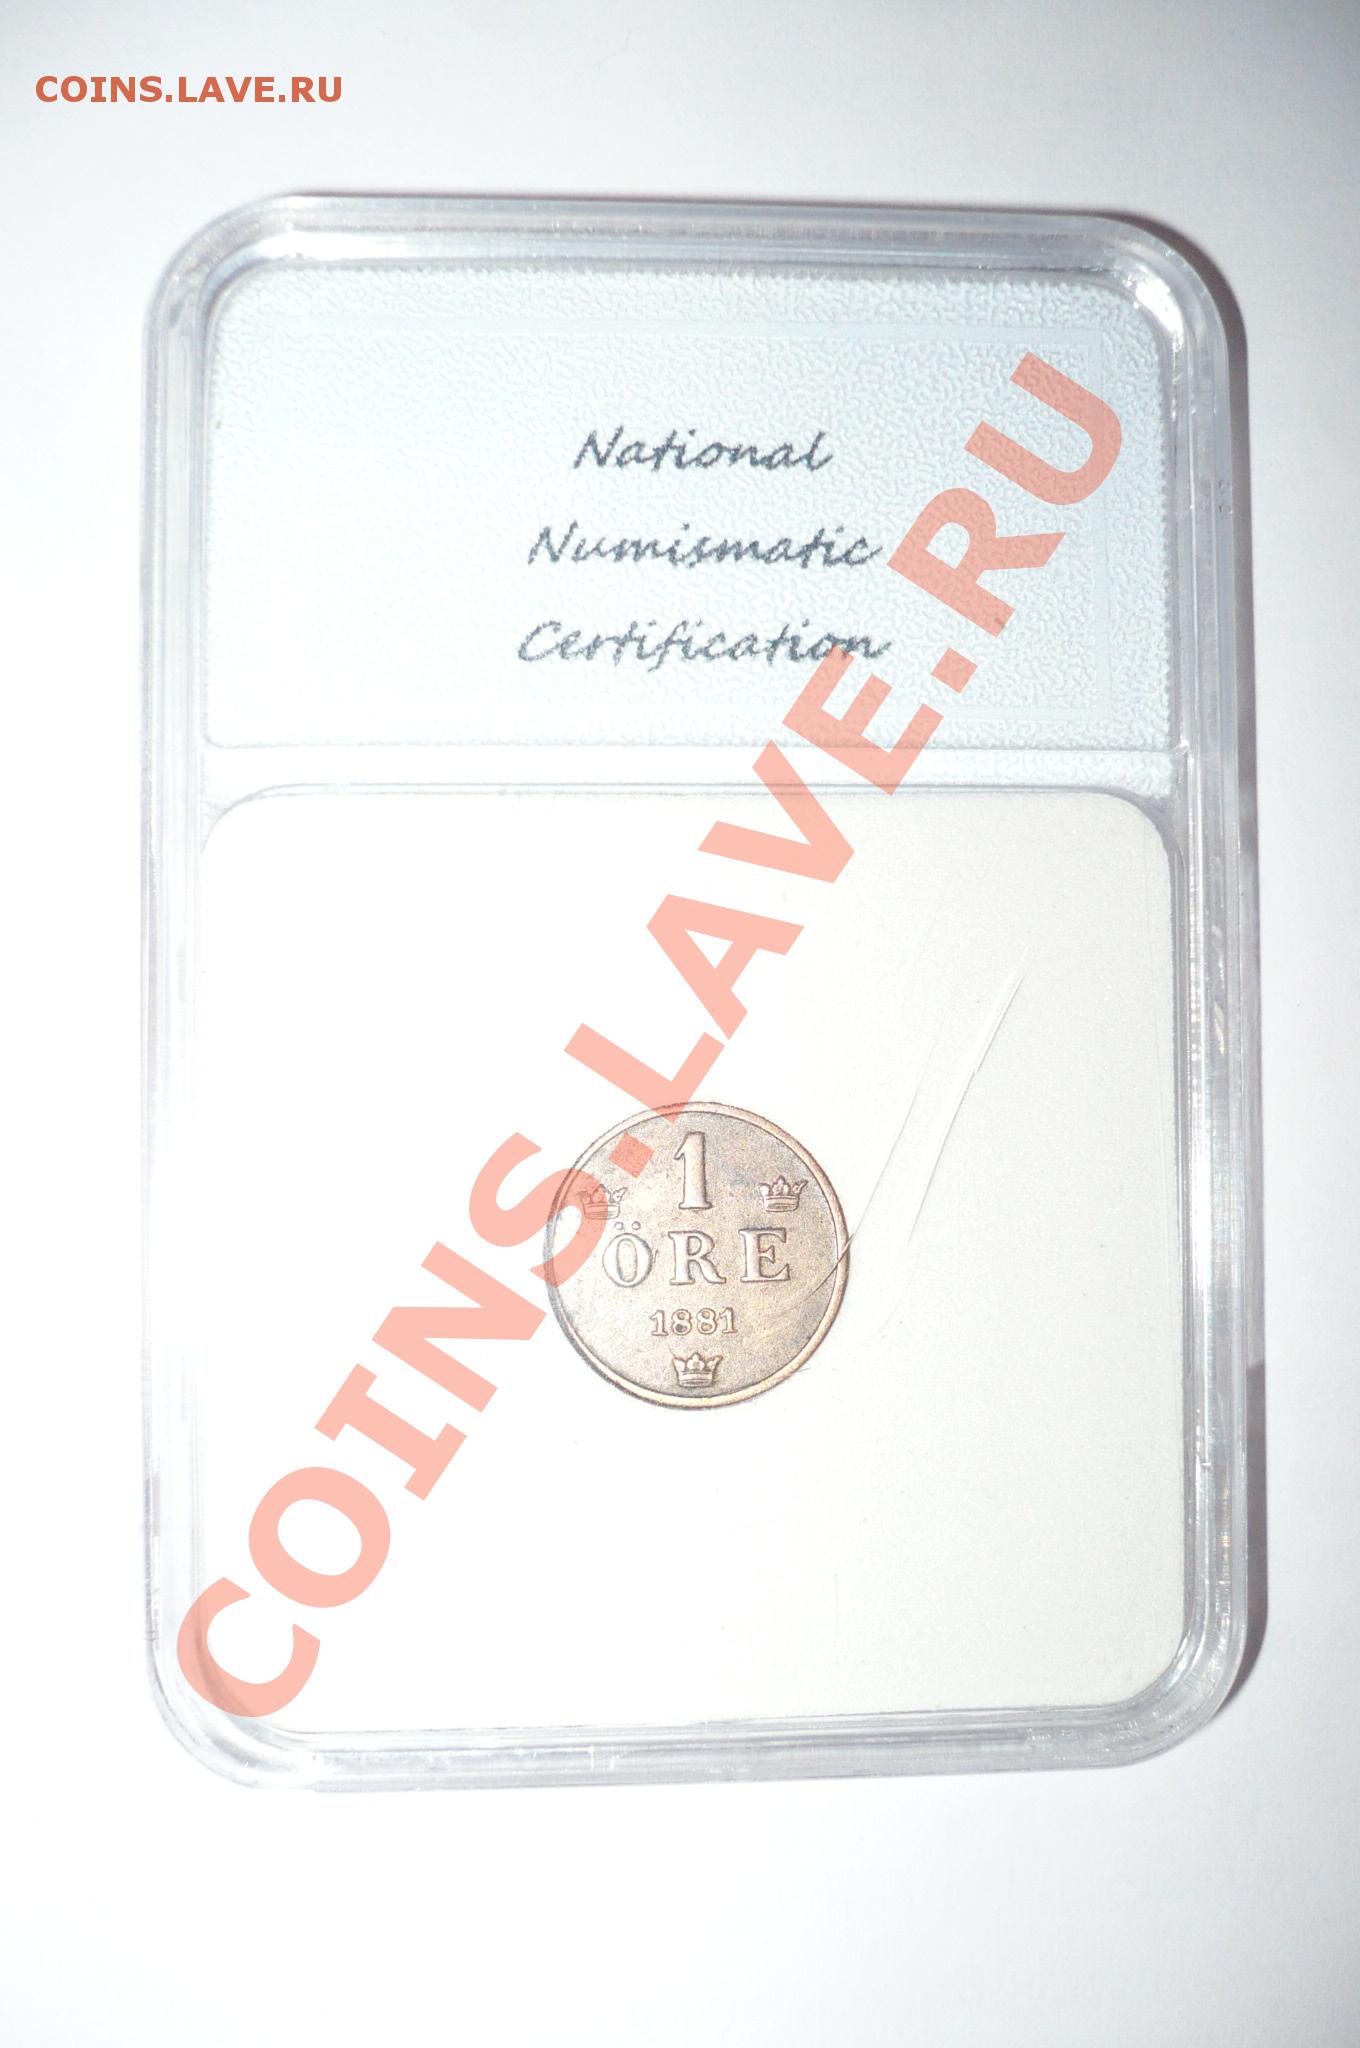 COINS.LAVE.RU
National
Numismatic
Certification
COINS.LAVE.RU
1
ÖRE
1881